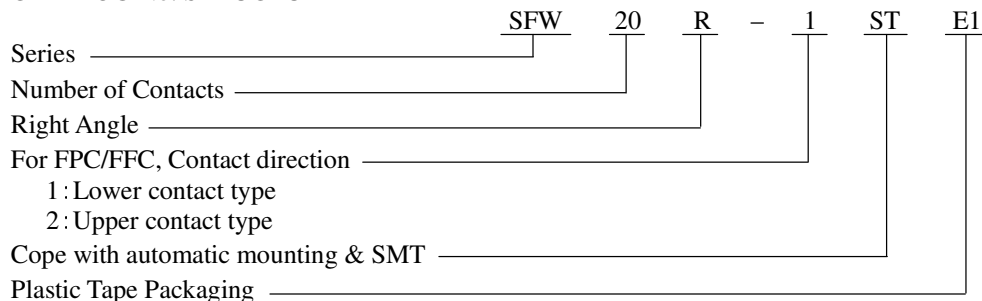 SFW 20 R – 1 ST E1
Series
Number of Contacts
Right Angle
For FPC/FFC, Contact direction
1:Lower contact type
2:Upper contact type
Cope with automatic mounting & SMT
Plastic Tape Packaging